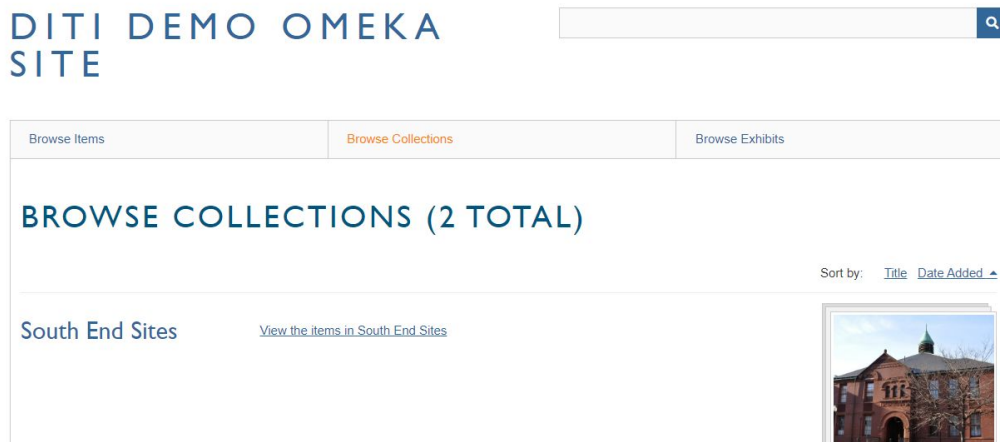 DITI DEMO OMEKA
SITE
Browse Items
Browse Collections
Browse Exhibits
BROWSE COLLECTIONS (2 TOTAL)
Sort by: Title Date Added
South End Sites
View the items in South End Sites